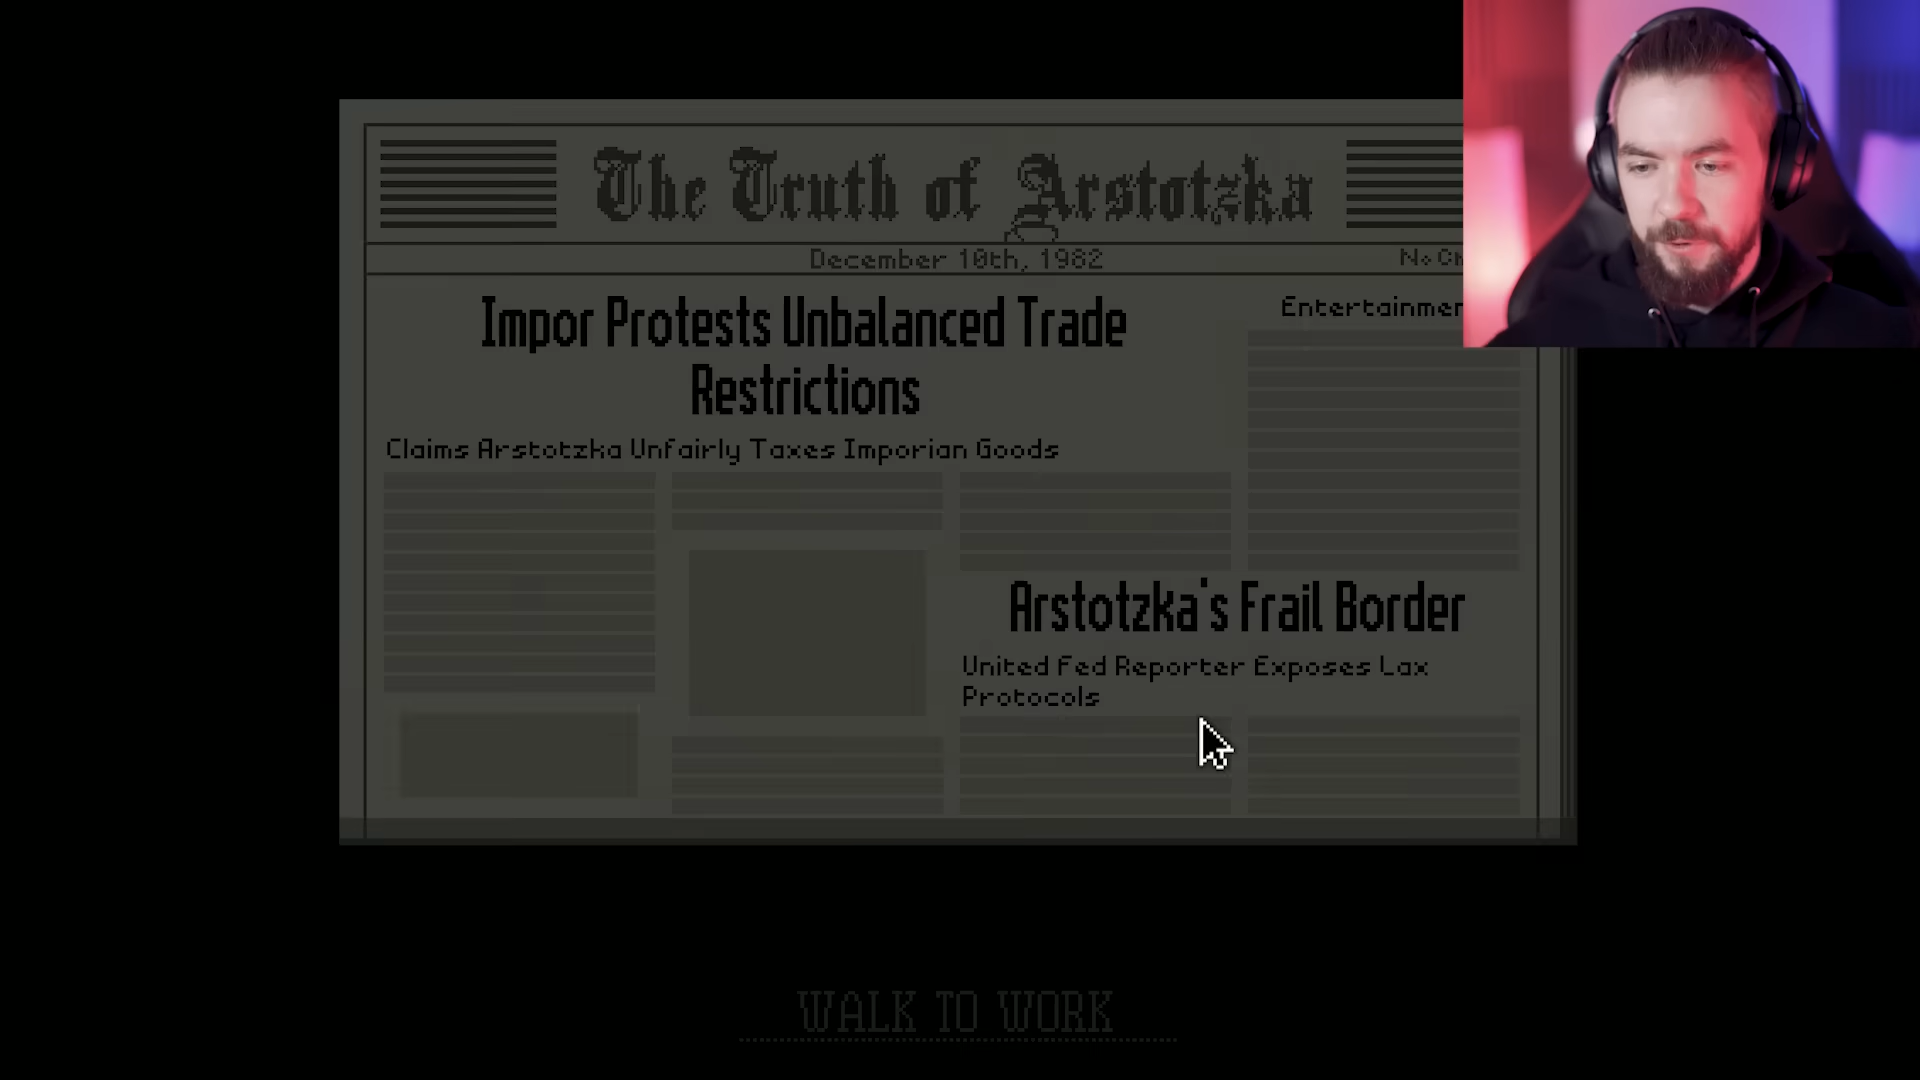 The Truth of Arstotzka
December 10th, 1982
No
Impor Protests Unbalanced Trade
Restrictions
Claims Arstotzka Unfairly Taxes Imporian Goods
Arstotzka's Frail Border
United Fed Reporter Exposes Lax
Protocols
WALK TO WORK